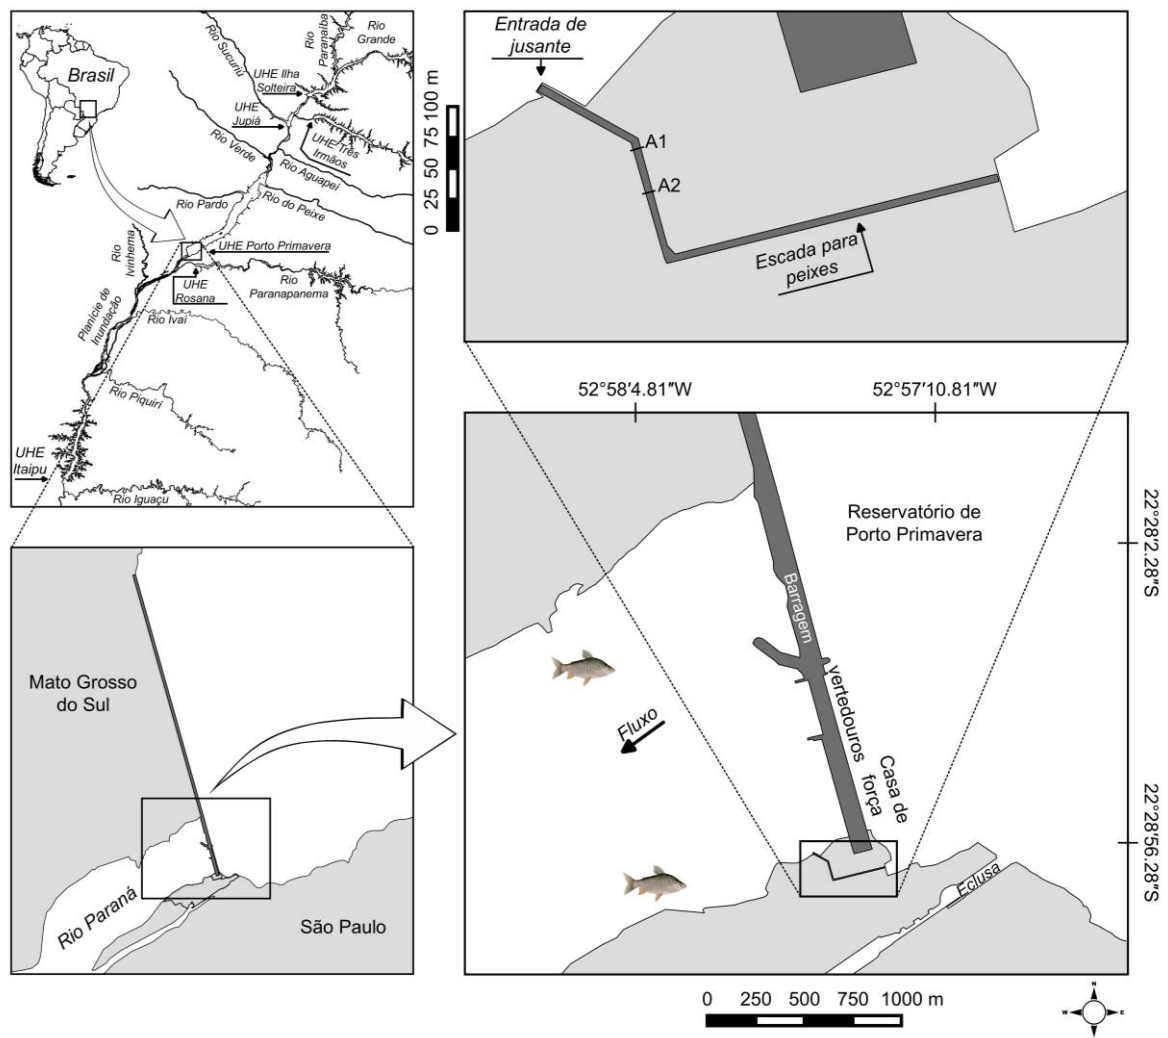 Brasil
Rio Sucuriú
Rio
Paranaíba
Rio
Grande
UHE Ilha
Solteira
UHE
Jupiá
UHE Três
Irmãos
Rio Verde
Rio Aguapeí
Rio Pardo
Rio do Peixe
Rio
Ivinhema
UHE Porto Primavera
UHE
Rosana
Rio
Paranapanema
Planície de
Inundação
Rio Ivaí
Rio Piquirí
UHE
Itaipu
Rio Iguaçu
0 25 50 75 100 m
Entrada de
jusante
A1
A2
Escada para
peixes
Mato Grosso
do Sul
Rio Paraná
São Paulo
52°58′4.81″W
52°57′10.81″W
22°28′2.28″S
22°28′56.28″S
Reservatório de
Porto Primavera
Barragem
vertedouros
Casa de
força
Fluxo
Eclusa
0 250 500 750 1000 m
N
W
E
S